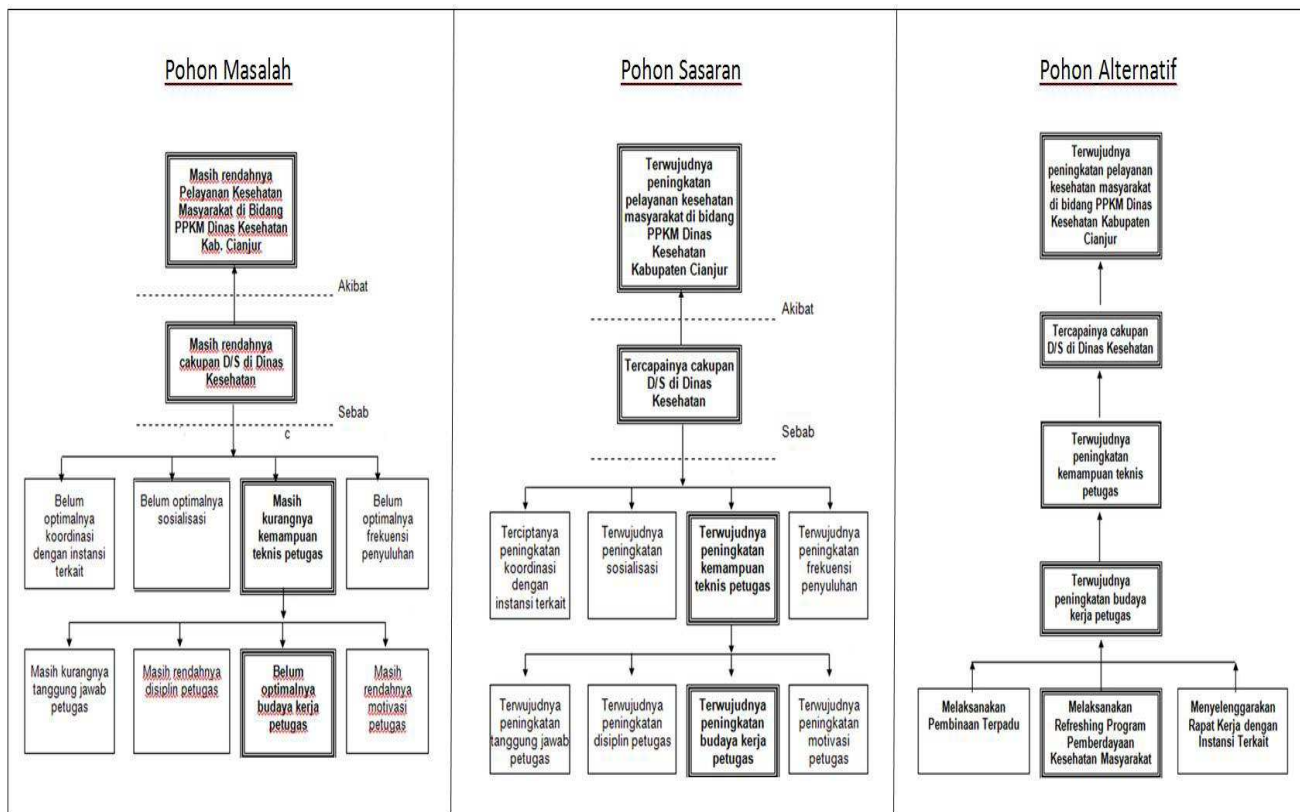 Pohon Masalah
Masih rendahnya
Pelayanan Kesehatan
Masyarakat di Bidang
PPKM Dinas Kesehatan
Kab. Cianjur
Akibat
Masih rendahnya
cakupan D/S di Dinas
Kesehatan
Sebab
c
Belum
optimalnya
koordinasi
dengan instansi
terkait
Belum optimalnya
sosialisasi
Masih
kurangnya
kemampuan
teknis petugas
Belum
optimalnya
frekuensi
penyuluhan
Masih kurangnya
tanggung jawab
petugas
Masih rendahnya
disiplin petugas
Belum
optimalnya
budaya kerja
petugas
Masih
rendahnya
motivasi
petugas
Pohon Sasaran
Terwujudnya
peningkatan
pelayanan kesehatan
masyarakat di bidang
PPKM Dinas
Kesehatan
Kabupaten Cianjur
Akibat
Tercapainya cakupan
D/S di Dinas
Kesehatan
Sebab
Terciptanya
peningkatan
koordinasi
dengan
instansi terkait
Terwujudnya
peningkatan
sosialisasi
Terwujudnya
peningkatan
kemampuan
teknis petugas
Terwujudnya
peningkatan
frekuensi
penyuluhan
Terwujudnya
peningkatan
tanggung jawab
petugas
Terwujudnya
peningkatan
disiplin petugas
Terwujudnya
peningkatan
budaya kerja
petugas
Terwujudnya
peningkatan
motivasi
petugas
Pohon Alternatif
Terwujudnya
peningkatan pelayanan
kesehatan masyarakat
di bidang PPKM Dinas
Kesehatan Kabupaten
Cianjur
Tercapainya cakupan
D/S di Dinas Kesehatan
Terwujudnya
peningkatan
kemampuan teknis
petugas
Terwujudnya
peningkatan budaya
kerja petugas
Melaksanakan
Pembinaan Terpadu
Melaksanakan
Refreshing Program
Pemberdayaan
Kesehatan Masyarakat
Menyelenggarakan
Rapat Kerja dengan
Instansi Terkait